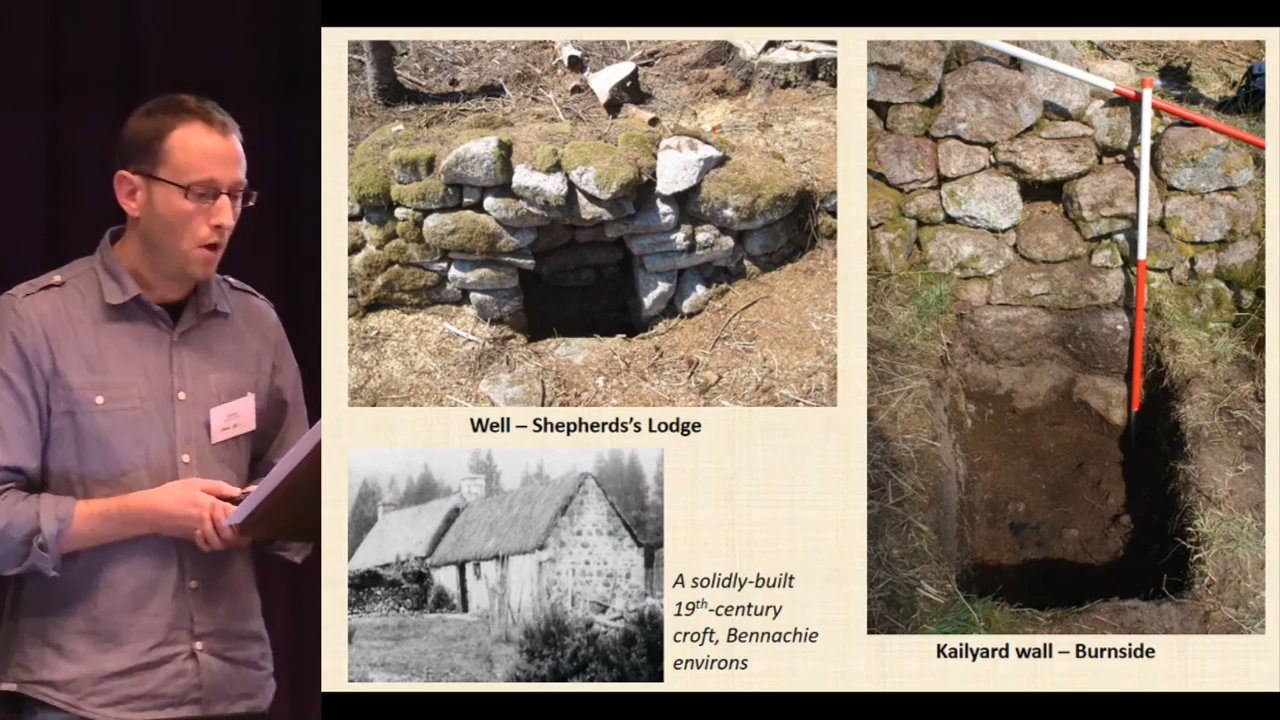 Well – Shepherds's Lodge
A solidly-built
19th-century
croft, Bennachie
environs
Kailyard wall – Burnside